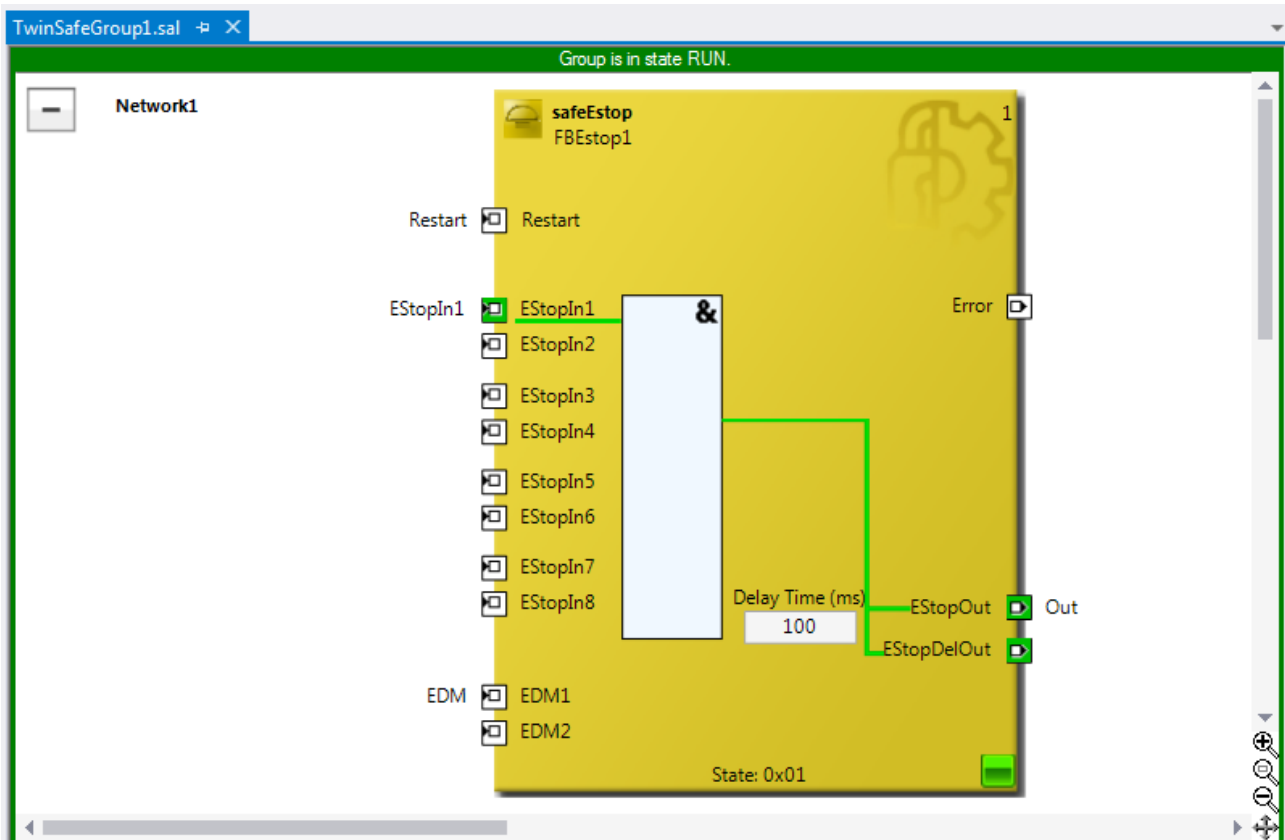 TwinSafeGroup1.sal
Group is in state RUN.
Network1
safeEstop
1
FBEstop1
Restart Restart
EStopIn1 EStopIn1 & Error
EStopIn2
EStopIn3
EStopIn4
EStopIn5
EStopIn6
EStopIn7
EStopIn8
Delay Time (ms)
100
EStopOut Out
EStopDelOut
EDM EDM1
EDM2
State: 0x01